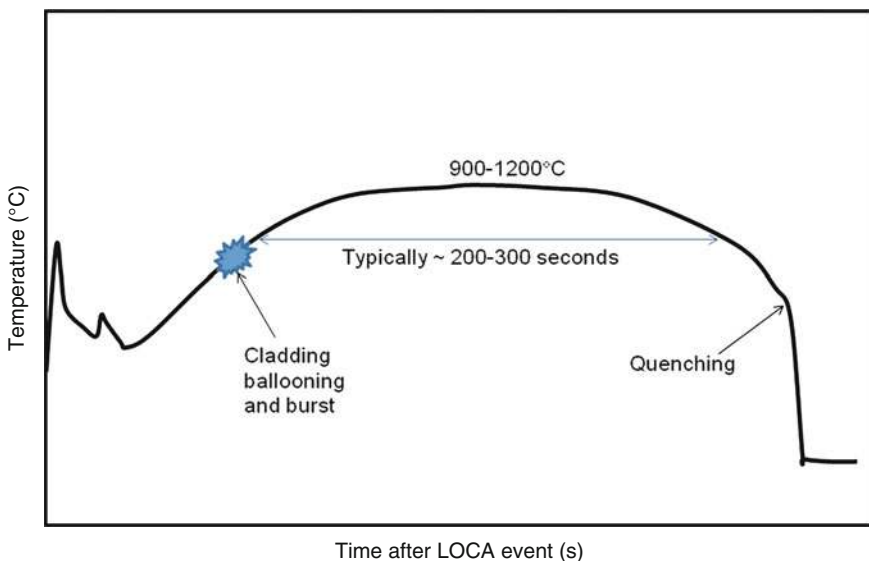 Temperature (°C)
900-1200°C
Typically ~ 200-300 seconds
Cladding
ballooning
and burst
Quenching
Time after LOCA event (s)